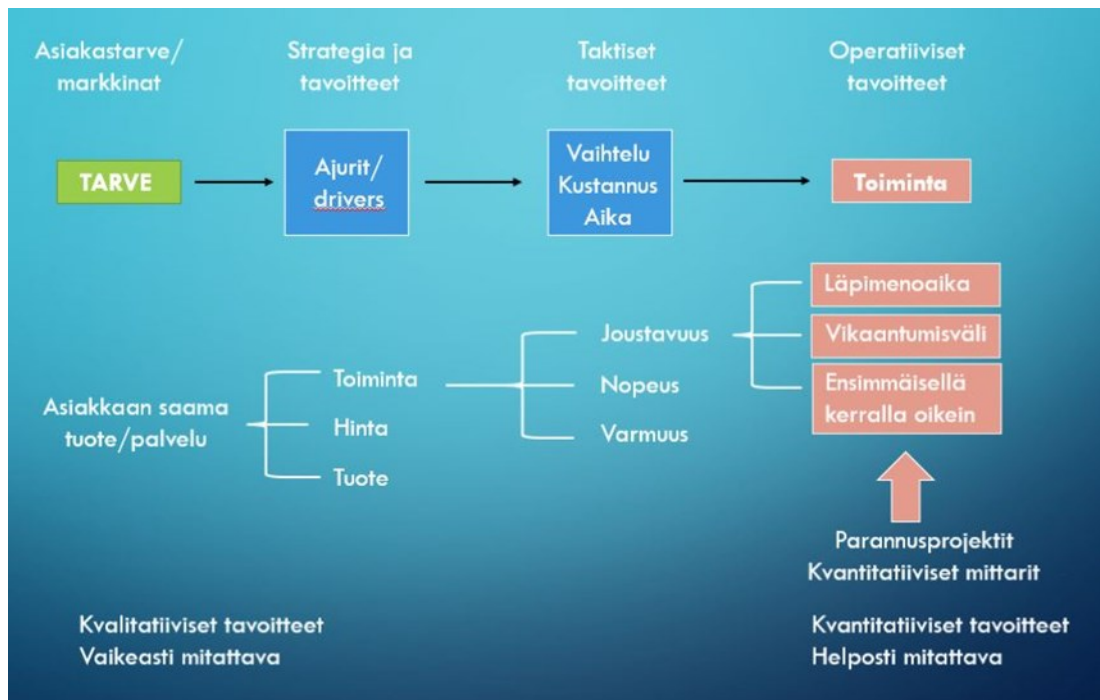 Asiakastarve/
markkinat
Strategia ja
tavoitteet
Taktiset
tavoitteet
Operatiiviset
tavoitteet
TARVE
Ajurit/
drivers
Vaihtelu
Kustannus
Aika
Toiminta
Asiakkaan saama
tuote/palvelu
Toiminta
Hinta
Tuote
Joustavuus
Nopeus
Varmuus
Läpimenoaika
Vikaantumisväli
Ensimmäisellä
kerralla oikein
Parannusprojektit
Kvantitatiiviset mittarit
Kvalitatiiviset tavoitteet
Vaikeasti mitattava
Kvantitatiiviset tavoitteet
Helposti mitattava